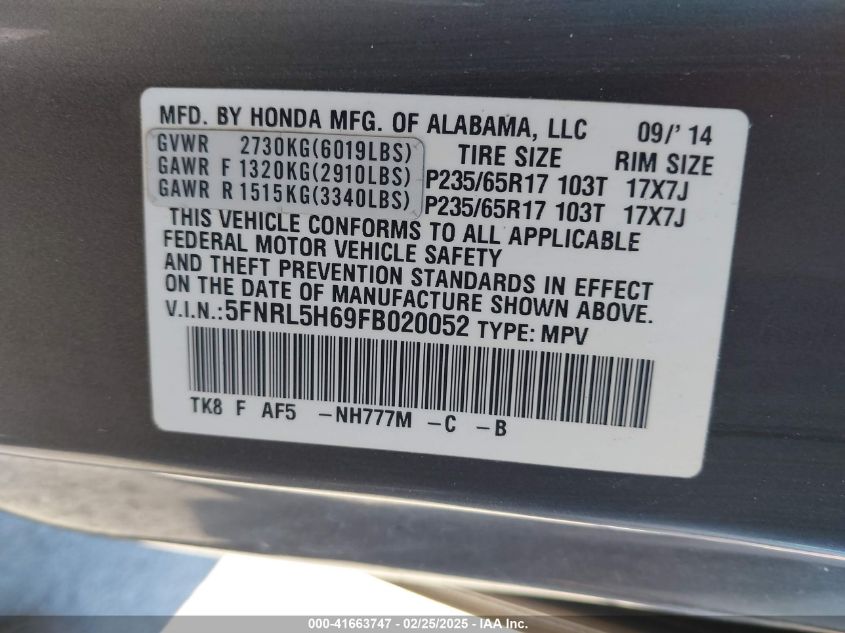 MFD. BY HONDA MFG. OF ALABAMA, LLC 09/' 14
GVWR 2730KG(6019LBS) TIRE SIZE RIM SIZE
GAWR F 1320KG(2910LBS) P235/65R17 103T 17X7J
GAWR R 1515KG(3340LBS) P235/65R17 103T 17X7J
THIS VEHICLE CONFORMS TO ALL APPLICABLE
FEDERAL MOTOR VEHICLE SAFETY
AND THEFT PREVENTION STANDARDS IN EFFECT
ON THE DATE OF MANUFACTURE SHOWN ABOVE.
V.I.N.:5FNRL5H69FB020052 TYPE: MPV
TK8 F AF5 -NH777M -C -B
000-41663747 - 02/25/2025 - IAA Inc.